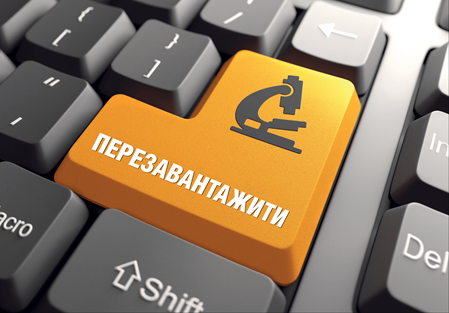 {
[
}
]
"
'
ПЕРЕЗАВАНТАЖИТИ
acro
Shift
In
Del